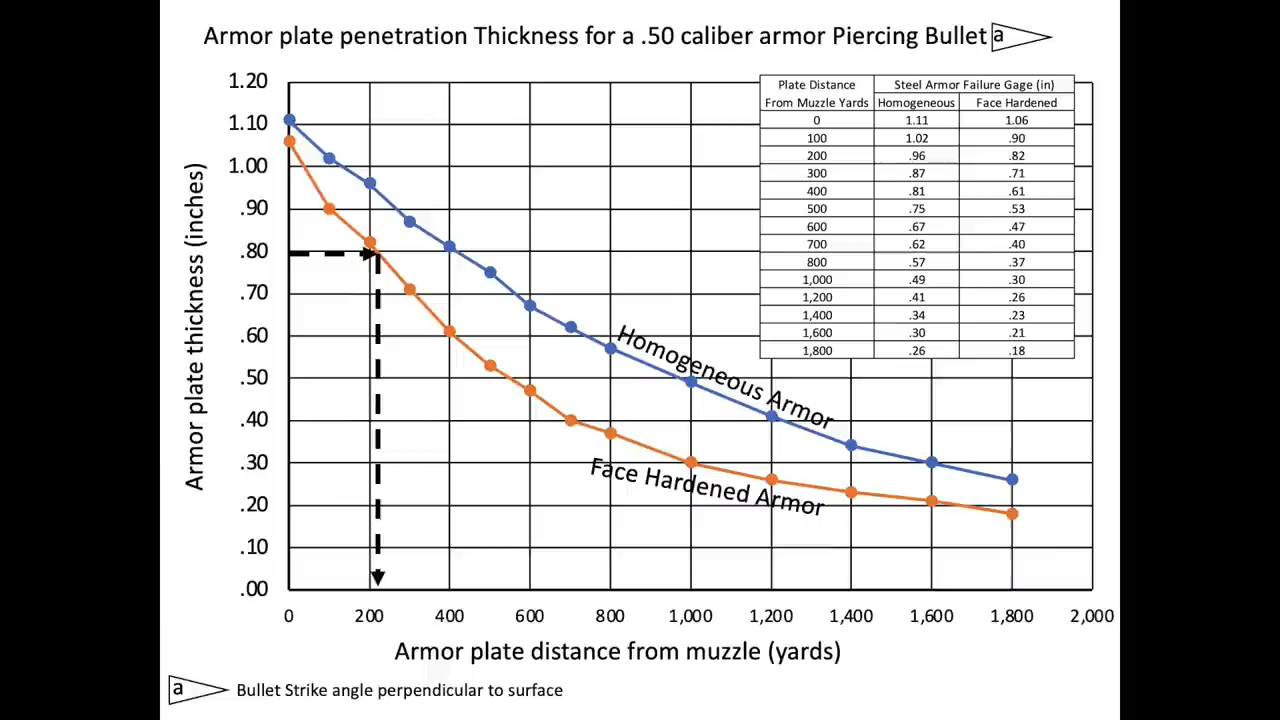 Armor plate penetration Thickness for a .50 caliber armor Piercing Bullet a
Armor plate thickness (inches)
1.20
1.10
1.00
.90
.80
.70
.60
.50
.40
.30
.20
.10
.00
Plate Distance Steel Armor Failure Gage (in)
From Muzzle Yards Homogeneous Face Hardened
0 1.11 1.06
100 1.02 .90
200 .96 .82
300 .87 .71
400 .81 .61
500 .75 .53
600 .67 .47
700 .62 .40
800 .57 .37
1,000 .49 .30
1,200 .41 .26
1,400 .34 .23
1,600 .30 .21
1,800 .26 .18
Homogeneous Armor
Face Hardened Armor
0 200 400 600 800 1,000 1,200 1,400 1,600 1,800 2,000
Armor plate distance from muzzle (yards)
a Bullet Strike angle perpendicular to surface